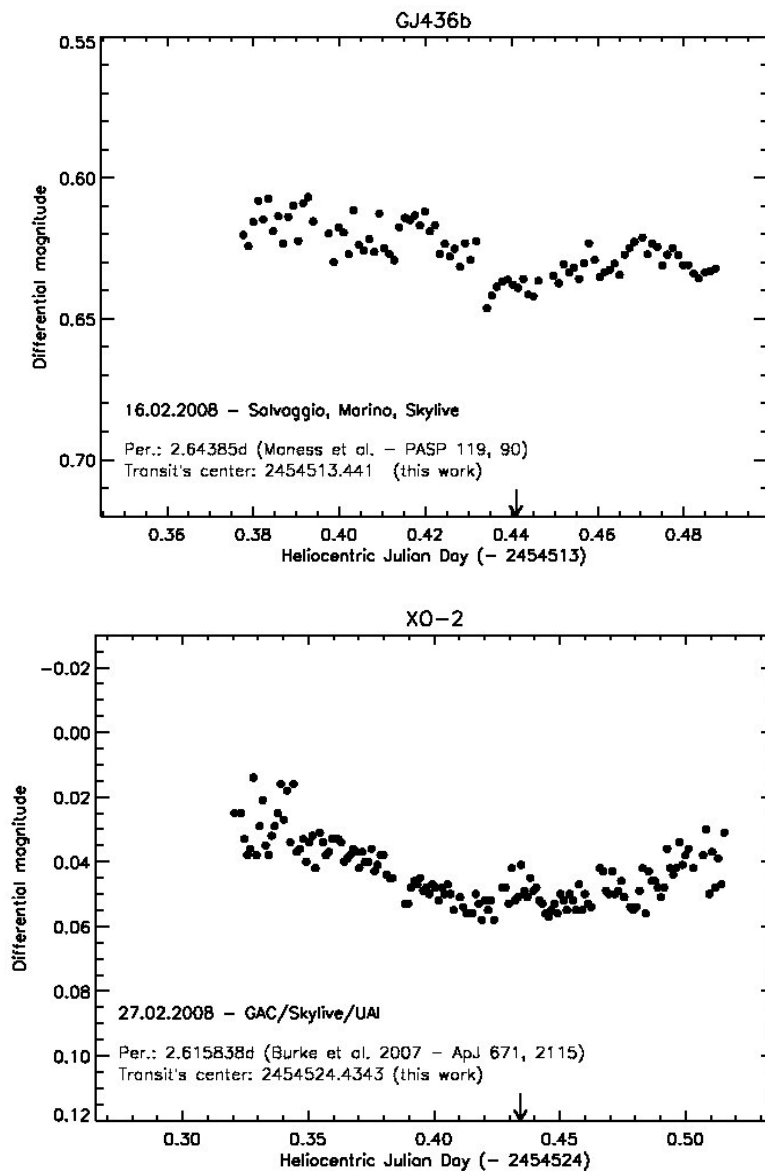 GJ436b
0.55
0.60
0.65
0.70
Differential magnitude
16.02.2008 – Salvaggio, Marino, Skylive
Per.: 2.64385d (Maness et al. – PASP 119, 90)
Transit's center: 2454513.441 (this work)
0.36 0.38 0.40 0.42 0.44 0.46 0.48
Heliocentric Julian Day (– 2454513)
XO-2
-0.02
0.00
0.02
0.04
0.06
0.08
0.10
0.12
Differential magnitude
27.02.2008 – GAC/Skylive/UAI
Per.: 2.615838d (Burke et al. 2007 – ApJ 671, 2115)
Transit's center: 2454524.4343 (this work)
0.30 0.35 0.40 0.45 0.50
Heliocentric Julian Day (– 2454524)